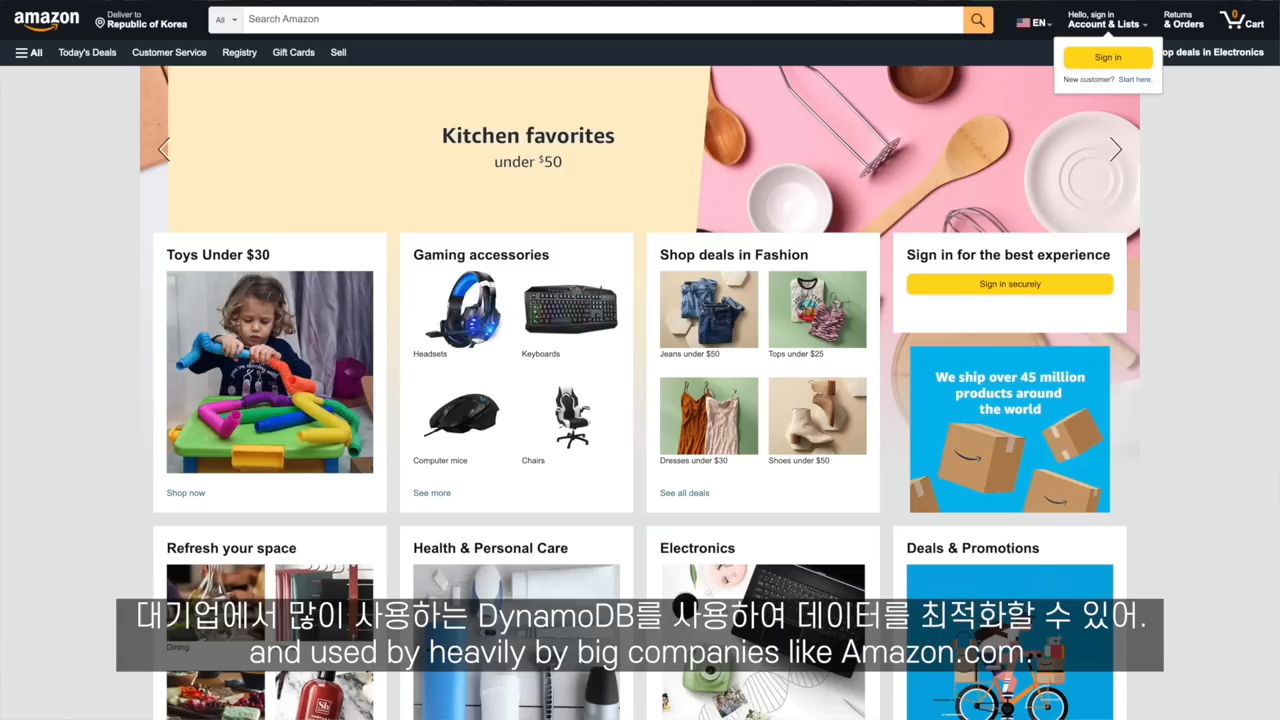 amazon
Deliver to
Republic of Korea
All
Search Amazon
EN
Hello, sign in
Account & Lists
Returns
& Orders
0
Cart
All
Today's Deals
Customer Service
Registry
Gift Cards
Sell
op deals in Electronics
Sign in
New customer? Start here.
Kitchen favorites
under $50
Toys Under $30
Shop now
Gaming accessories
Headsets
Keyboards
Computer mice
Chairs
See more
Shop deals in Fashion
Jeans under $50
Tops under $25
Dresses under $30
Shoes under $50
See all deals
Sign in for the best experience
Sign in securely
We ship over 45 million
products around
the world
Refresh your space
Dining
Health & Personal Care
Electronics
Deals & Promotions
대기업에서 많이 사용하는 DynamoDB를 사용하여 데이터를 최적화할 수 있어.
and used by heavily by big companies like Amazon.com.